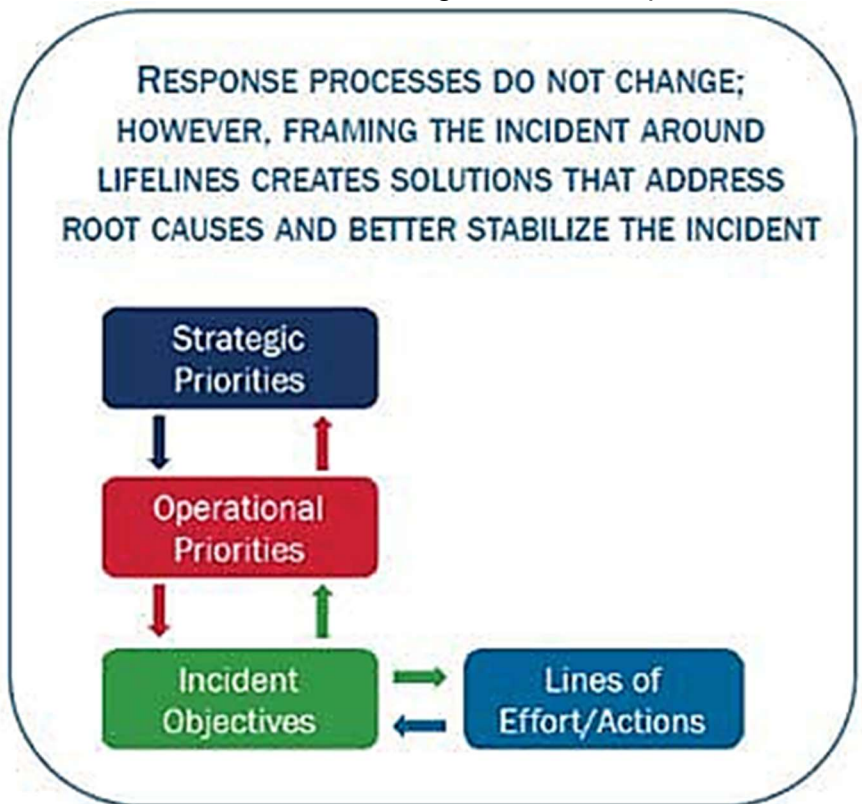 RESPONSE PROCESSES DO NOT CHANGE;
HOWEVER, FRAMING THE INCIDENT AROUND
LIFELINES CREATES SOLUTIONS THAT ADDRESS
ROOT CAUSES AND BETTER STABILIZE THE INCIDENT
Strategic
Priorities
Operational
Priorities
Incident
Objectives
Lines of
Effort/Actions